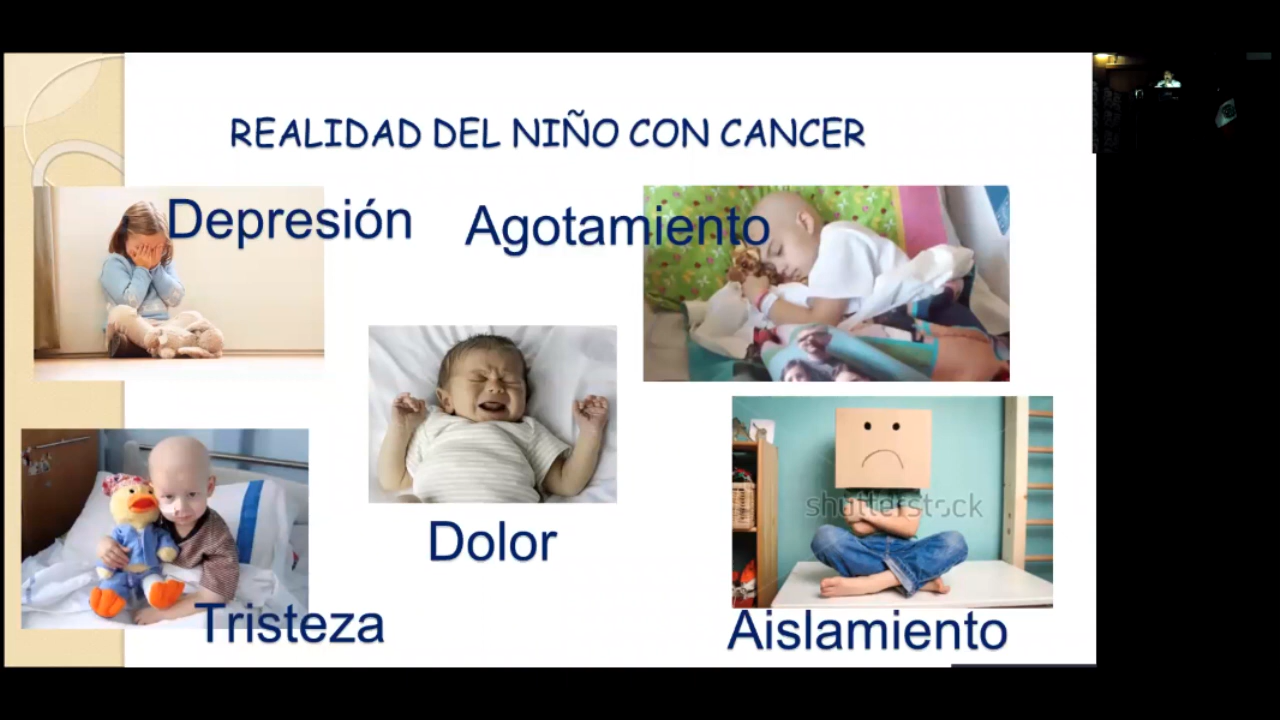 REALIDAD DEL NIÑO CON CANCER
Depresión
Agotamiento
Dolor
shutterstock
Tristeza
Aislamiento